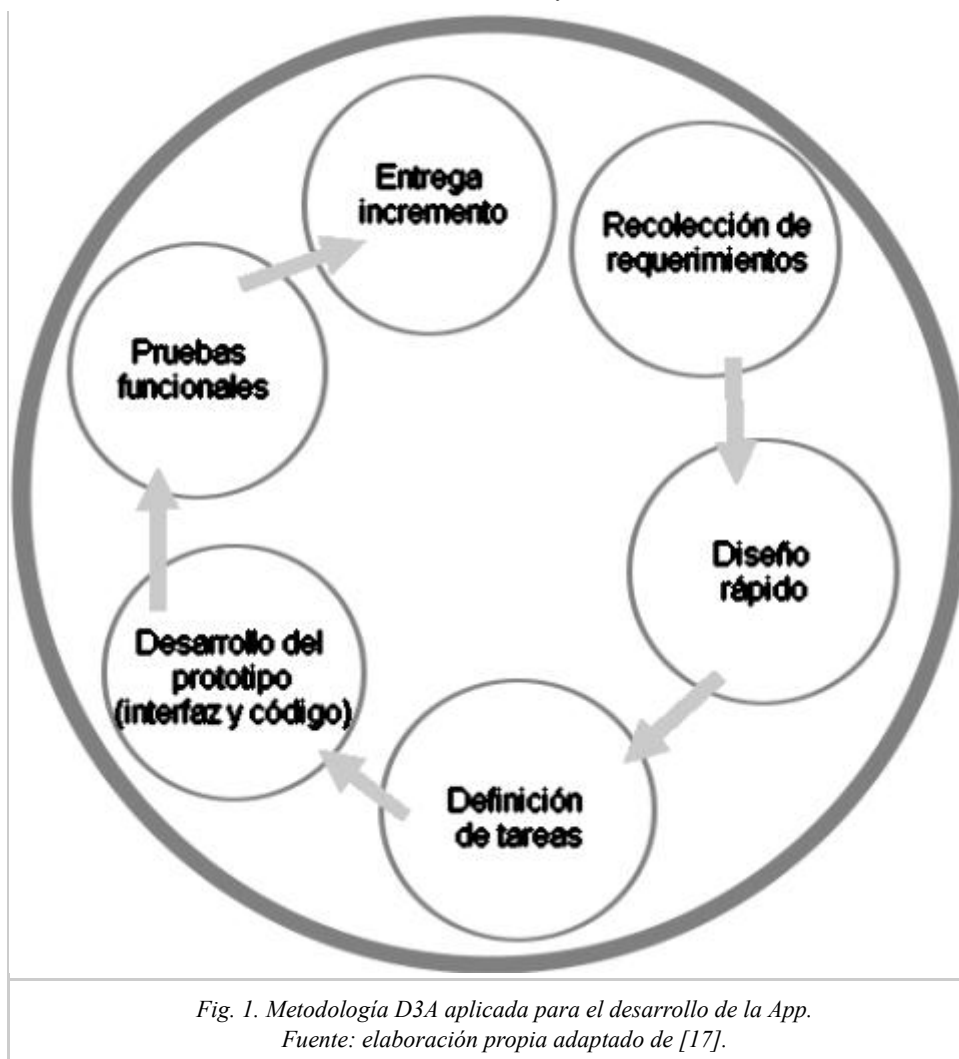 Entrega
incremento
Recolección de
requerimientos
Pruebas
funcionales
Diseño
rápido
Desarrollo del
prototipo
(interfaz y código)
Definición
de tareas
Fig. 1. Metodología D3A aplicada para el desarrollo de la App.
Fuente: elaboración propia adaptado de [17].